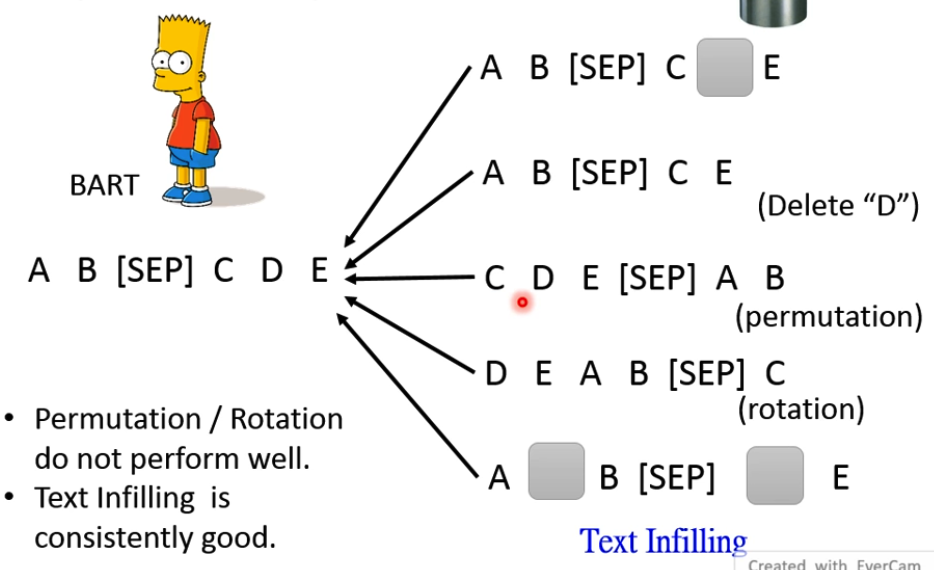 A B [SEP] C E
BART
A B [SEP] C E
(Delete “D”)
A B [SEP] C D E
C D E [SEP] A B
(permutation)
D E A B [SEP] C
(rotation)
• Permutation / Rotation
do not perform well.
• Text Infilling is
consistently good.
A B [SEP] E
Text Infilling
Created with EverCam